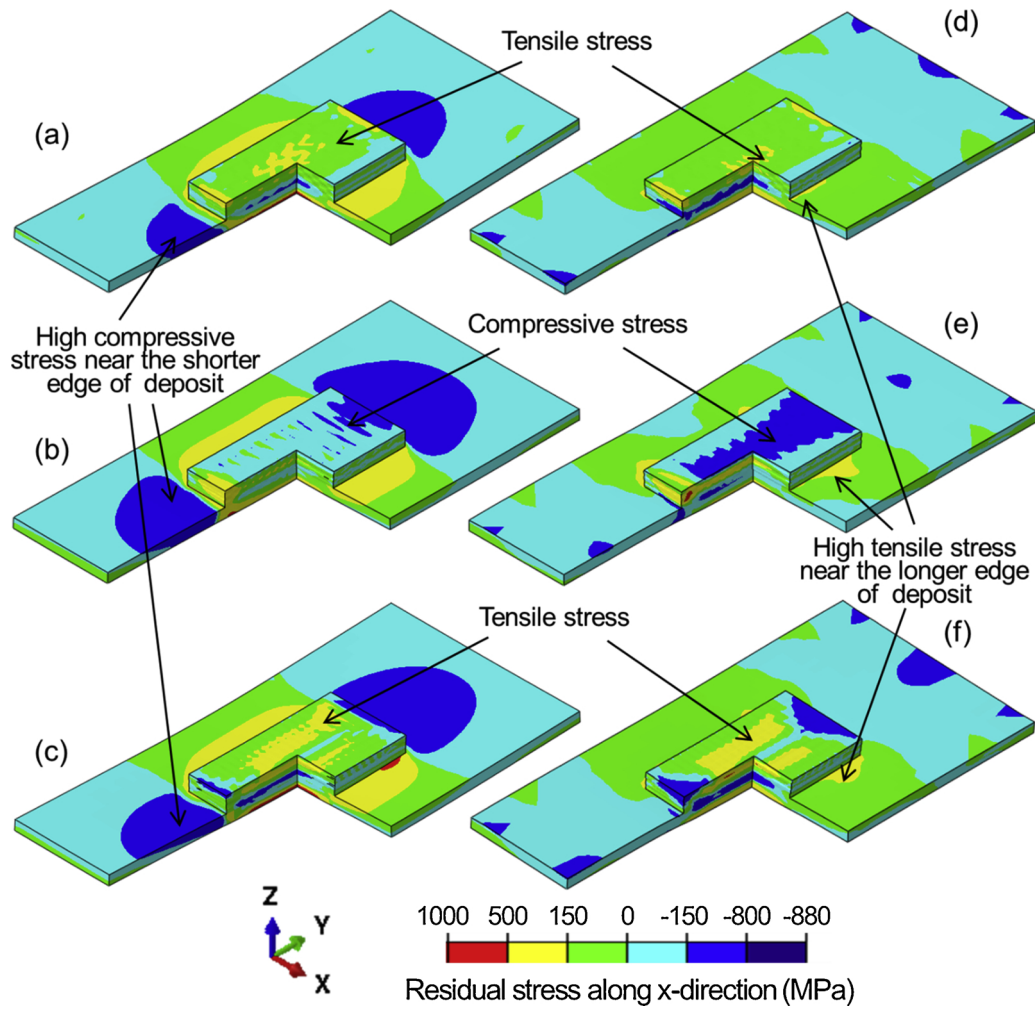 Tensile stress
(d)
(a)
High compressive
stress near the shorter
edge of deposit
Compressive stress
(e)
(b)
High tensile stress
near the longer edge
of deposit
Tensile stress
(f)
(c)
Z
Y
X
1000 500 150 0 -150 -800 -880
Residual stress along x-direction (MPa)